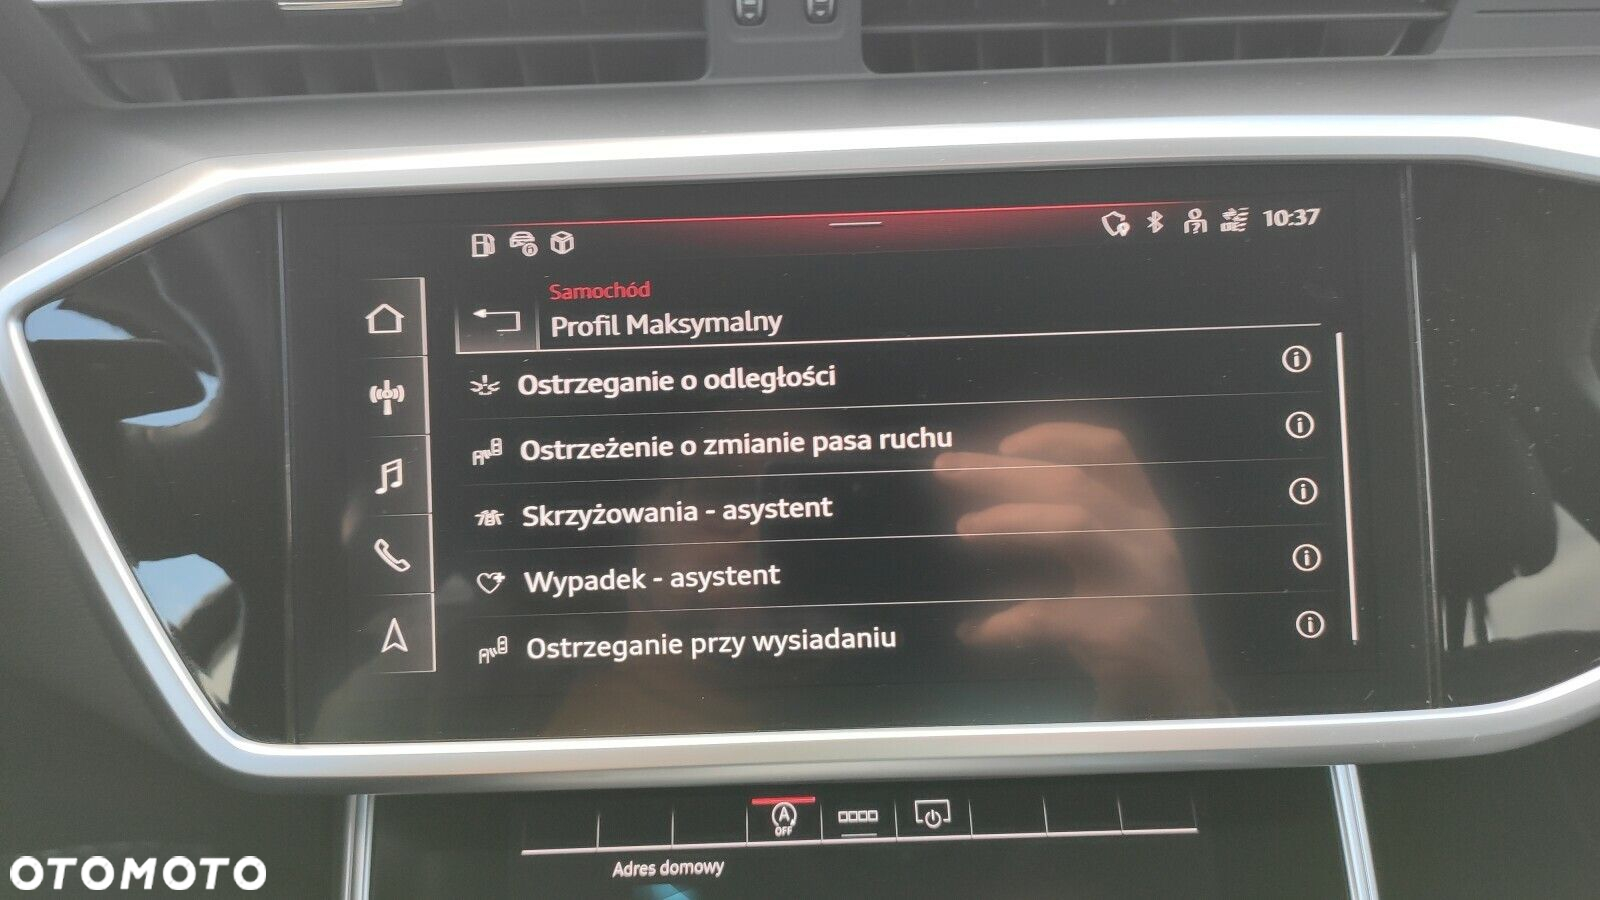 10:37
Samochód
Profil Maksymalny
Ostrzeganie o odległości
Ostrzeżenie o zmianie pasa ruchu
Skrzyżowania - asystent
Wypadek - asystent
Ostrzeganie przy wysiadaniu
A
OFF
Adres domowy
OTOMOTO